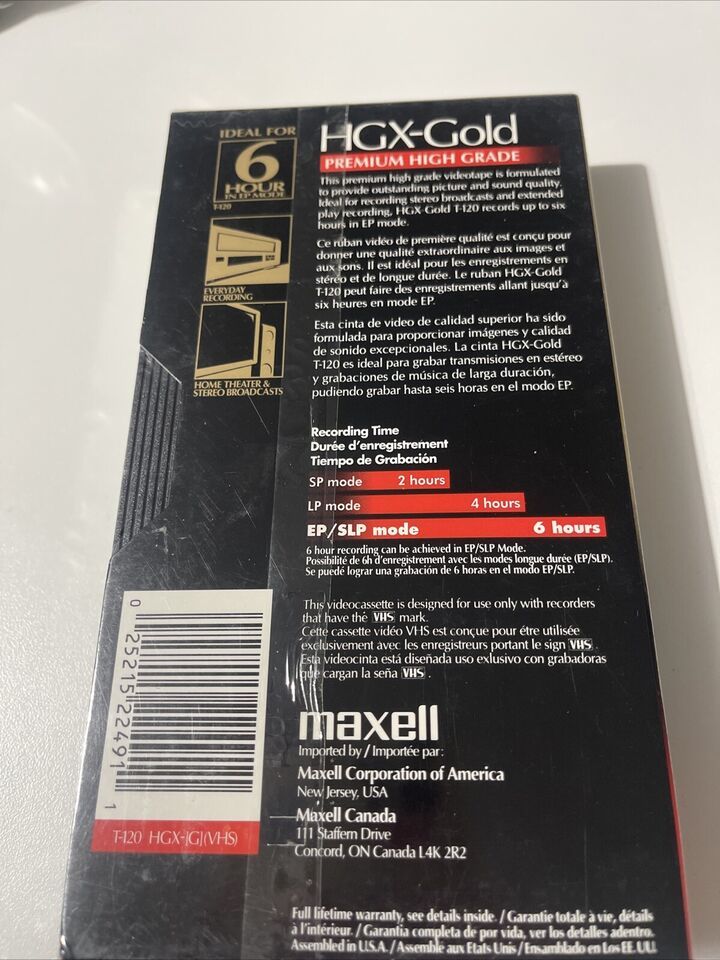 IDEAL FOR
6
HOUR
IN EP MODE
T-120
EVERYDAY
RECORDING
HOME THEATER &
STEREO BROADCASTS
HGX-Gold
PREMIUM HIGH GRADE
This premium high grade videotape is formulated
to provide outstanding picture and sound quality.
Ideal for recording stereo broadcasts and extended
play recording, HGX-Gold T-120 records up to six
hours in EP mode.
Ce ruban vidéo de première qualité est conçu pour
donner une qualité extraordinaire aux images et
aux sons. Il est idéal pour les enregistrements en
stéréo et de longue durée. Le ruban HGX-Gold
T-120 peut faire des enregistrements allant jusqu'à
six heures en mode EP.
Esta cinta de video de calidad superior ha sido
formulada para proporcionar imágenes y calidad
de sonido excepcionales. La cinta HGX-Gold
T-120 es ideal para grabar transmisiones en estéreo
y grabaciones de música de larga duración,
pudiendo grabar hasta seis horas en el modo EP.
Recording Time
Durée d'enregistrement
Tiempo de Grabación
SP mode 2 hours
LP mode 4 hours
EP/SLP mode 6 hours
6 hour recording can be achieved in EP/SLP Mode.
Possibilité de 6h d'enregistrement avec les modes longue durée (EP/SLP).
Se puedé lograr una grabación de 6 horas en el modo EP/SLP.
This videocassette is designed for use only with recorders
that have the VHS mark.
Cette cassette vidéo VHS est conçue pour être utilisée
exclusivement avec les enregistreurs portant le sign VHS.
Esta videocinta está diseñada uso exclusivo con grabadoras
que cargan la seña VHS.
maxell
Imported by / Importée par:
Maxell Corporation of America
New Jersey, USA
Maxell Canada
111 Staffern Drive
Concord, ON Canada L4K 2R2
0 25215 22491 1
T-120 HGX-[G](VHS)
Full lifetime warranty, see details inside. / Garantie totale à vie, détails
à l'intérieur. / Garantía completa de por vida, ver los detalles adentro.
Assembled in U.S.A. / Assemble aux Etats Unis / Ensamblado en Los EE. UU.